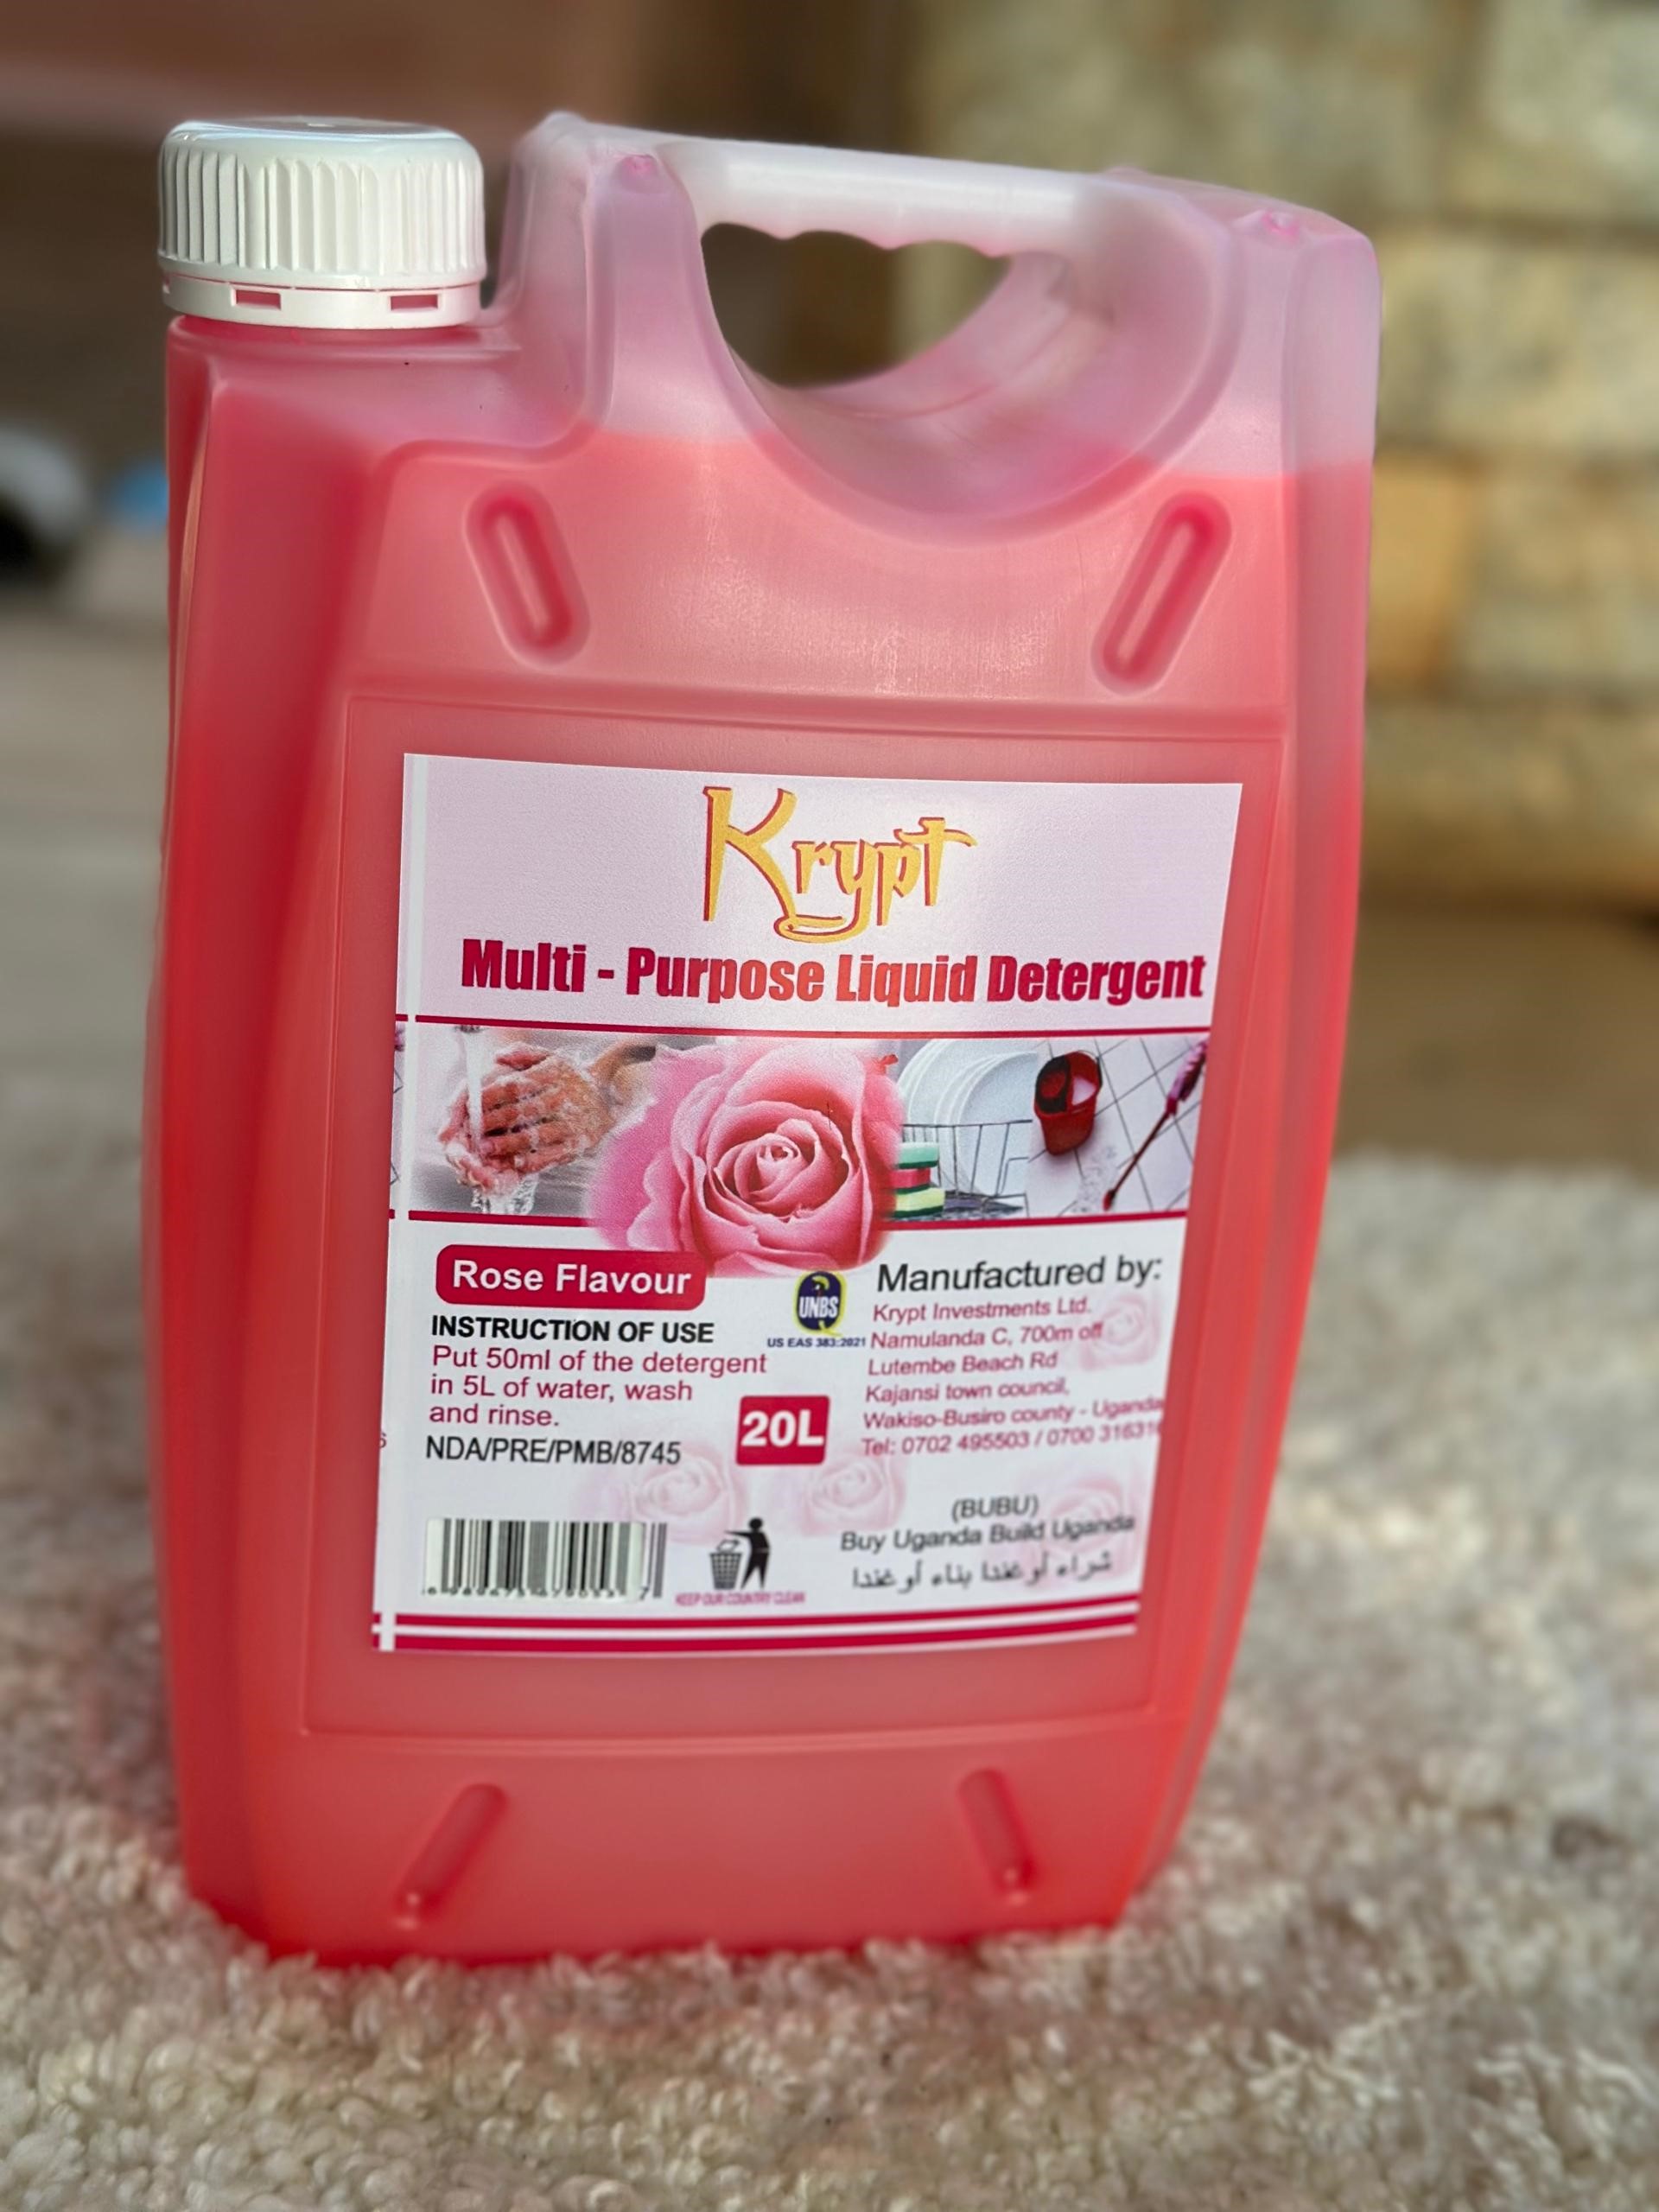 Krypt
Multi - Purpose Liquid Detergent
Rose Flavour
INSTRUCTION OF USE
Put 50ml of the detergent
in 5L of water, wash
and rinse.
NDA/PRE/PMB/8745
UNBS
US EAS 383:2021
20L
Manufactured by:
Krypt Investments Ltd.
Namulanda C, 700m off
Lutembe Beach Rd
Kajansi town council,
Wakiso-Busiro county - Uganda
Tel: 0702 495503 / 0700
(BUBU)
Buy Uganda Build Uganda
شراء أوغندا بناء أوغندا
KEEP OUR COUNTRY CLEAN